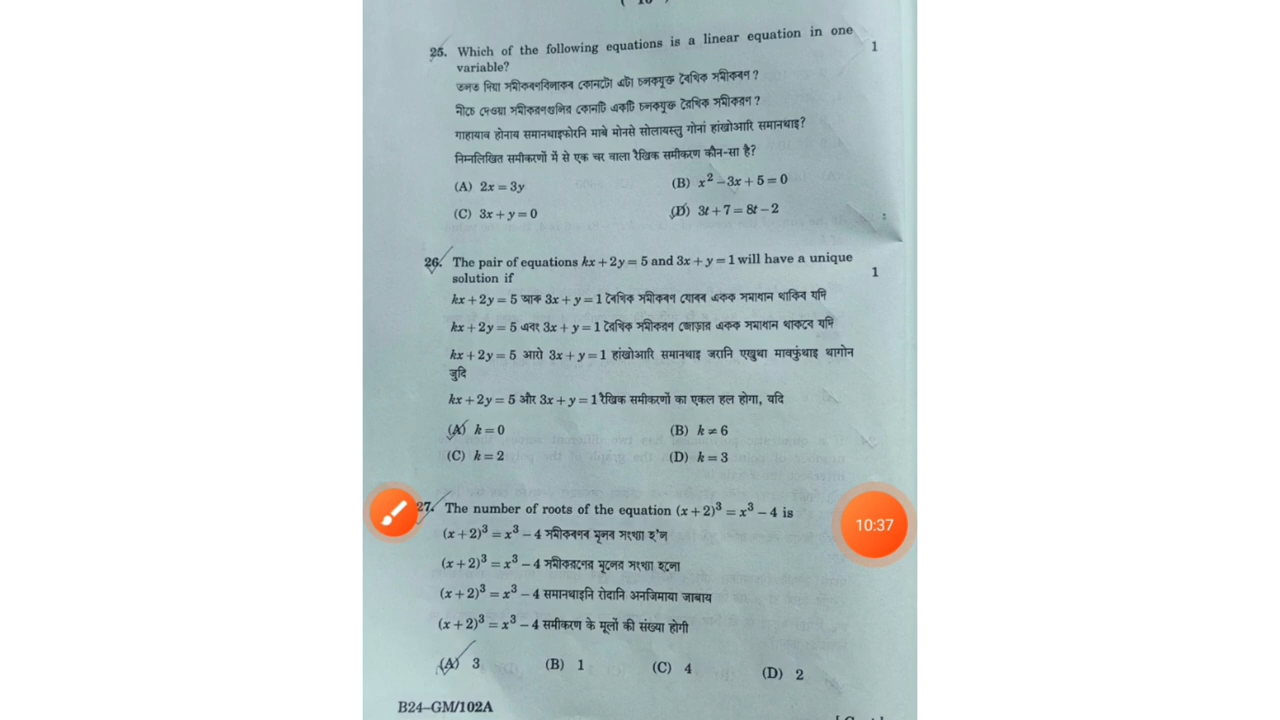 25. Which of the following equations is a linear equation in one
1
variable?
তলত দিয়া সমীকৰণবিলাকৰ কোনটো এটা চলকযুক্ত ৰৈখিক সমীকৰণ ?
নীচে দেওয়া সমীকরণগুলির কোনটি একটি চলকযুক্ত রৈখিক সমীকরণ ?
गाहायाव होनाय समानथाइफोरनि माबे मोनसे सोलायस्लु गोनां हांखोआरि समानथाइ?
निम्नलिखित समीकरणों में से एक चर वाला रैखिक समीकरण कौन-सा है?
(A) 2x = 3y
(B) x² – 3x + 5 = 0
(C) 3x + y = 0
(D) 3t + 7 = 8t – 2
26. The pair of equations kx + 2y = 5 and 3x + y = 1 will have a unique
1
solution if
kx + 2y = 5 আৰু 3x + y = 1 ৰৈখিক সমীকৰণ যোৰৰ একক সমাধান থাকিব যদি
kx + 2y = 5 এবং 3x + y = 1 রৈখিক সমীকরণ জোড়ার একক সমাধান থাকবে যদি
kx + 2y = 5 आरो 3x + y = 1 हांखोआरि समानथाइ जरानि एखुथा मावफुंथाइ थागोन
जुदि
kx + 2y = 5 और 3x + y = 1 रैखिक समीकरणों का एकल हल होगा, यदि
(A) k = 0
(B) k ≠ 6
(C) k = 2
(D) k = 3
27. The number of roots of the equation (x + 2)³ = x³ – 4 is
10:37
(x + 2)³ = x³ – 4 সমীকৰণৰ মূলৰ সংখ্যা হ'ল
(x + 2)³ = x³ – 4 সমীকরণের মূলের সংখ্যা হলো
(x + 2)³ = x³ – 4 समानथाइनि रोदानि अनजिमाया जाबाय
(x + 2)³ = x³ – 4 समीकरण के मूलों की संख्या होगी
(A) 3
(B) 1
(C) 4
(D) 2
B24–GM/102A